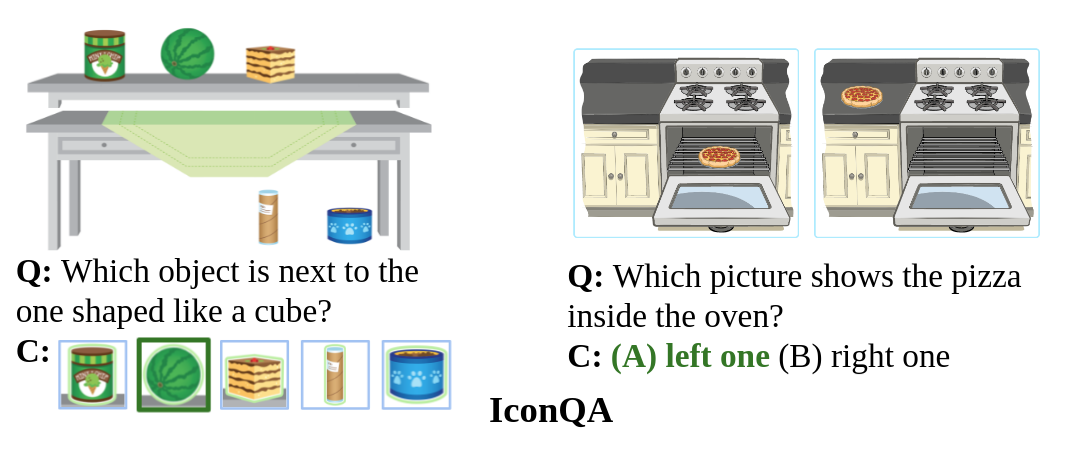 Q: Which object is next to the
one shaped like a cube?
C:
Q: Which picture shows the pizza
inside the oven?
C: (A) left one (B) right one
IconQA